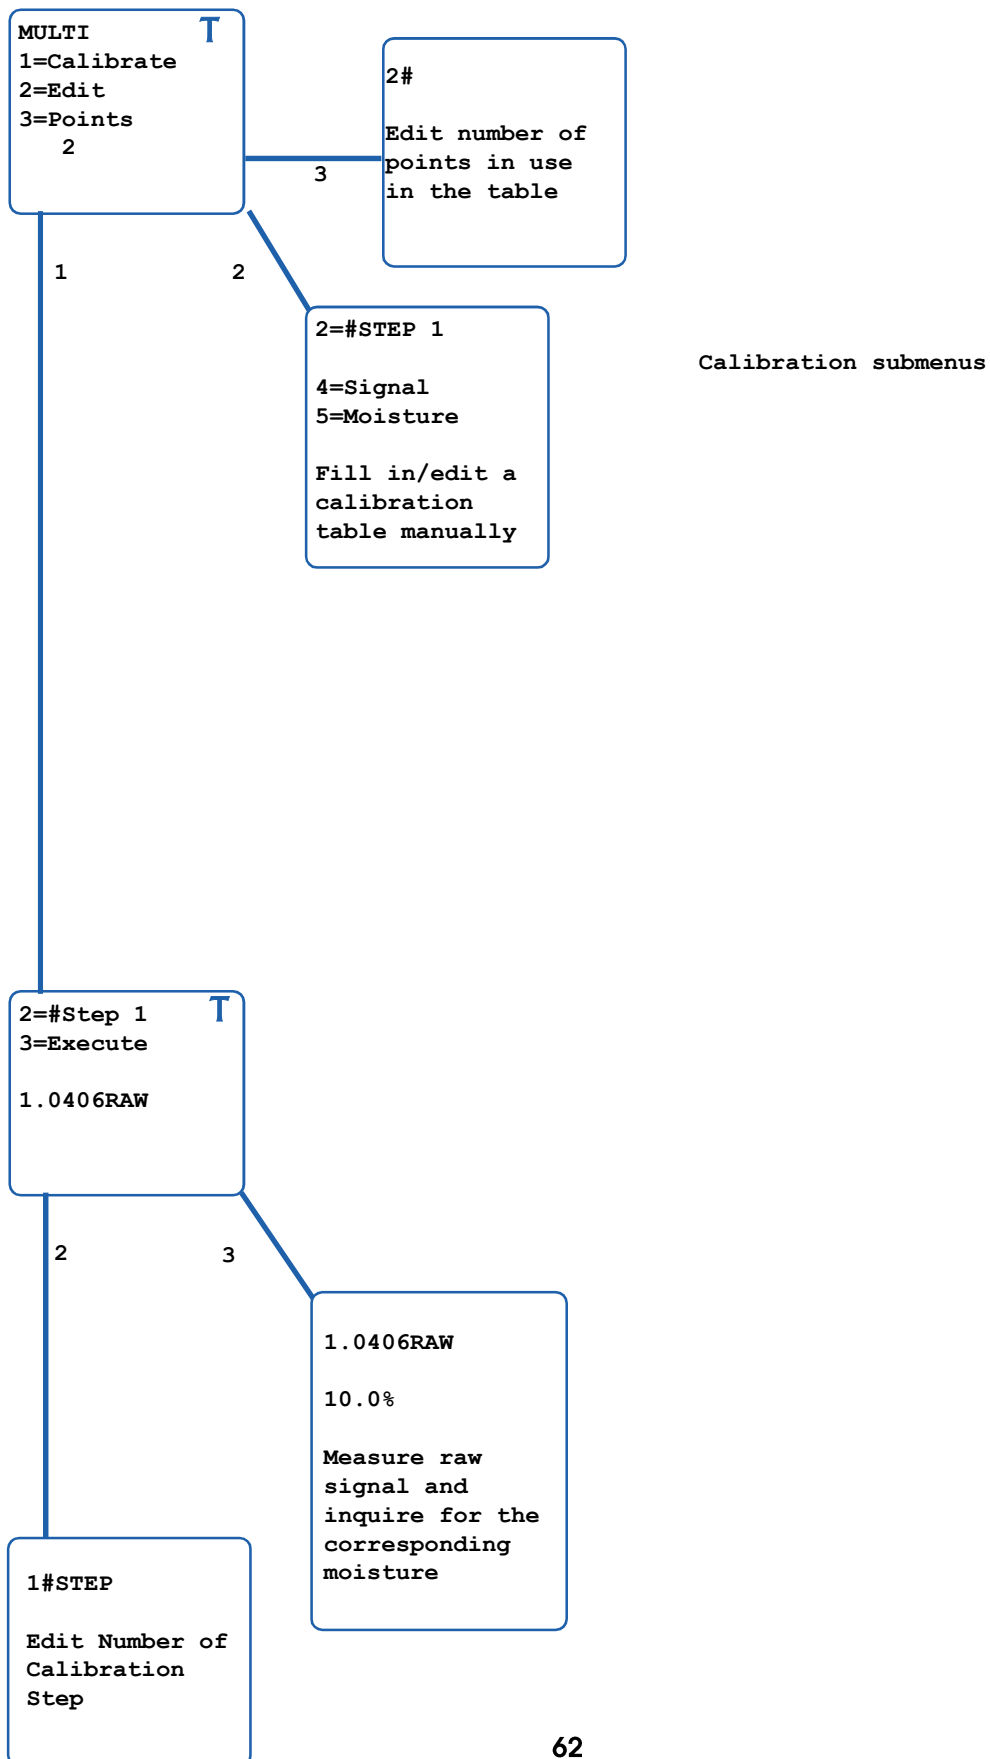 MULTI T
1=Calibrate
2=Edit
3=Points
2
2#
Edit number of
points in use
in the table
3
1
2
2=#STEP 1
4=Signal
5=Moisture
Fill in/edit a
calibration
table manually
Calibration submenus
2=#Step 1 T
3=Execute
1.0406RAW
2
3
1.0406RAW
10.0%
Measure raw
signal and
inquire for the
corresponding
moisture
1#STEP
Edit Number of
Calibration
Step
62